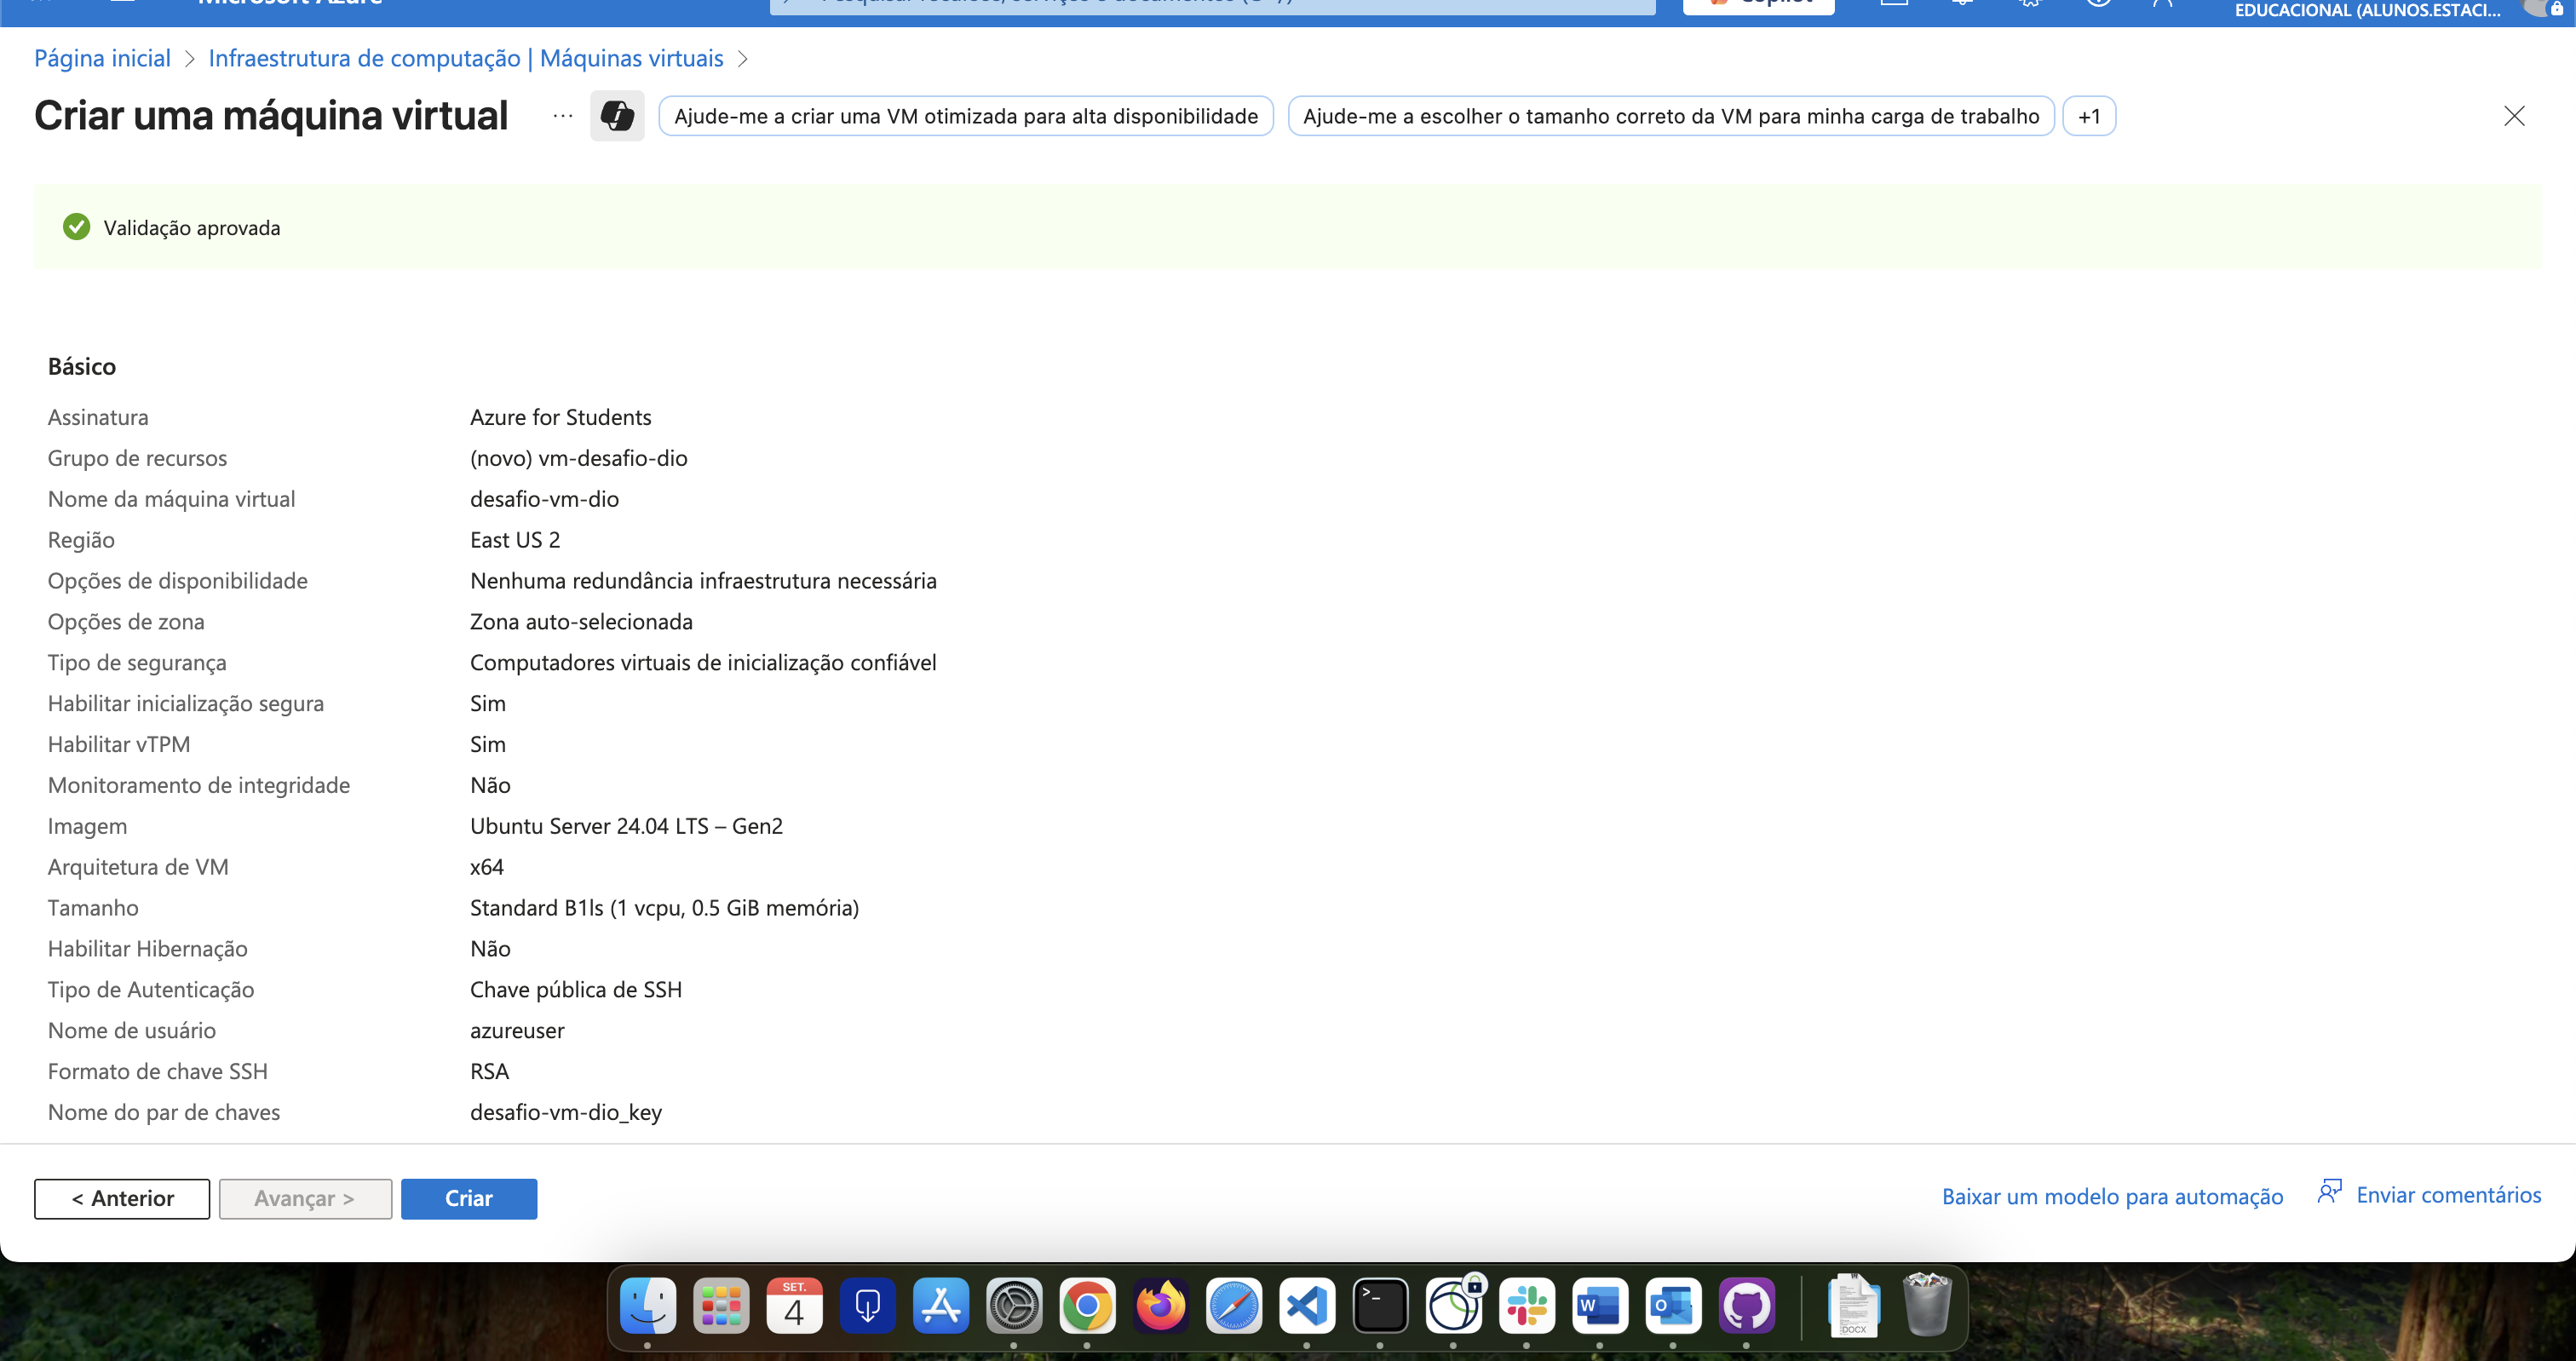 Microsoft Azure
Copilot
EDUCACIONAL (ALUNOS.ESTACI...
Página inicial > Infraestrutura de computação | Máquinas virtuais >
Criar uma máquina virtual ... Ajude-me a criar uma VM otimizada para alta disponibilidade Ajude-me a escolher o tamanho correto da VM para minha carga de trabalho +1
Validação aprovada
Básico
Assinatura Azure for Students
Grupo de recursos (novo) vm-desafio-dio
Nome da máquina virtual desafio-vm-dio
Região East US 2
Opções de disponibilidade Nenhuma redundância infraestrutura necessária
Opções de zona Zona auto-selecionada
Tipo de segurança Computadores virtuais de inicialização confiável
Habilitar inicialização segura Sim
Habilitar vTPM Sim
Monitoramento de integridade Não
Imagem Ubuntu Server 24.04 LTS – Gen2
Arquitetura de VM x64
Tamanho Standard B1ls (1 vcpu, 0.5 GiB memória)
Habilitar Hibernação Não
Tipo de Autenticação Chave pública de SSH
Nome de usuário azureuser
Formato de chave SSH RSA
Nome do par de chaves desafio-vm-dio_key
< Anterior Avançar > Criar Baixar um modelo para automação Enviar comentários
SET.
4
>_
W
O
DOCX